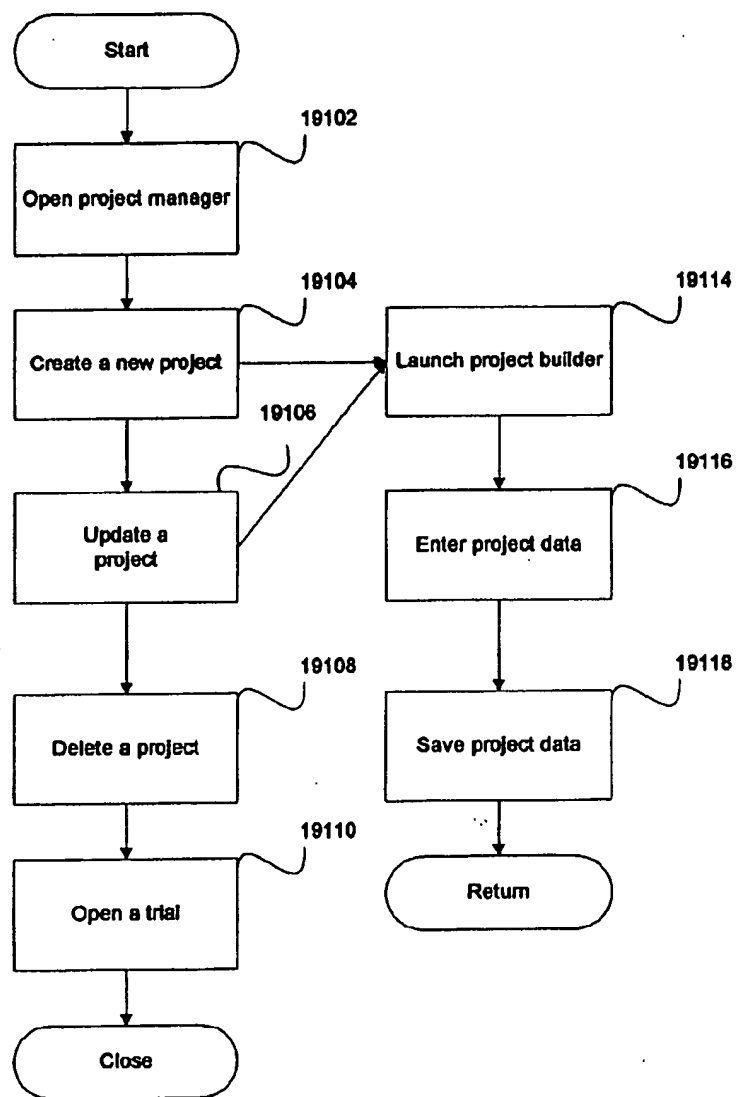 Start
19102
Open project manager
19104
Create a new project
19114
Launch project builder
19106
Update a
project
19116
Enter project data
19108
Delete a project
19118
Save project data
19110
Open a trial
Return
Close